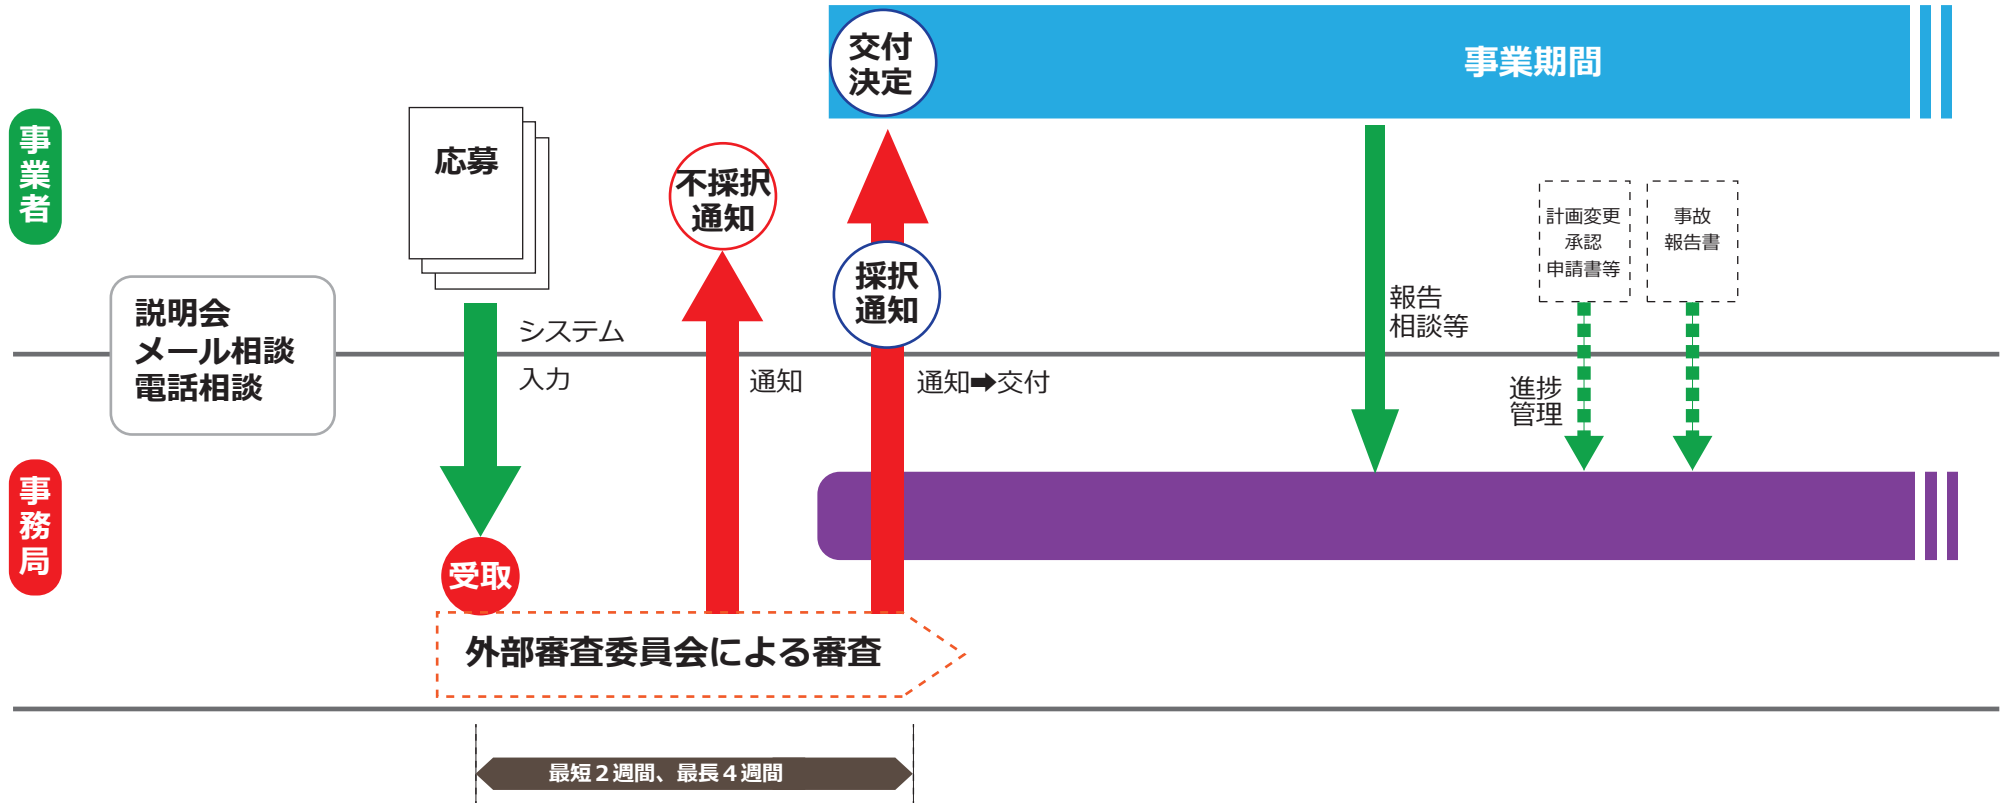 交付
決定
事業期間
事業者
応募
不採択
通知
採択
通知
計画変更
承認
申請書等
事故
報告書
説明会
メール相談
電話相談
システム
入力
通知
通知➡交付
報告
相談等
進捗
管理
事務局
受取
外部審査委員会による審査
最短２週間、最長４週間